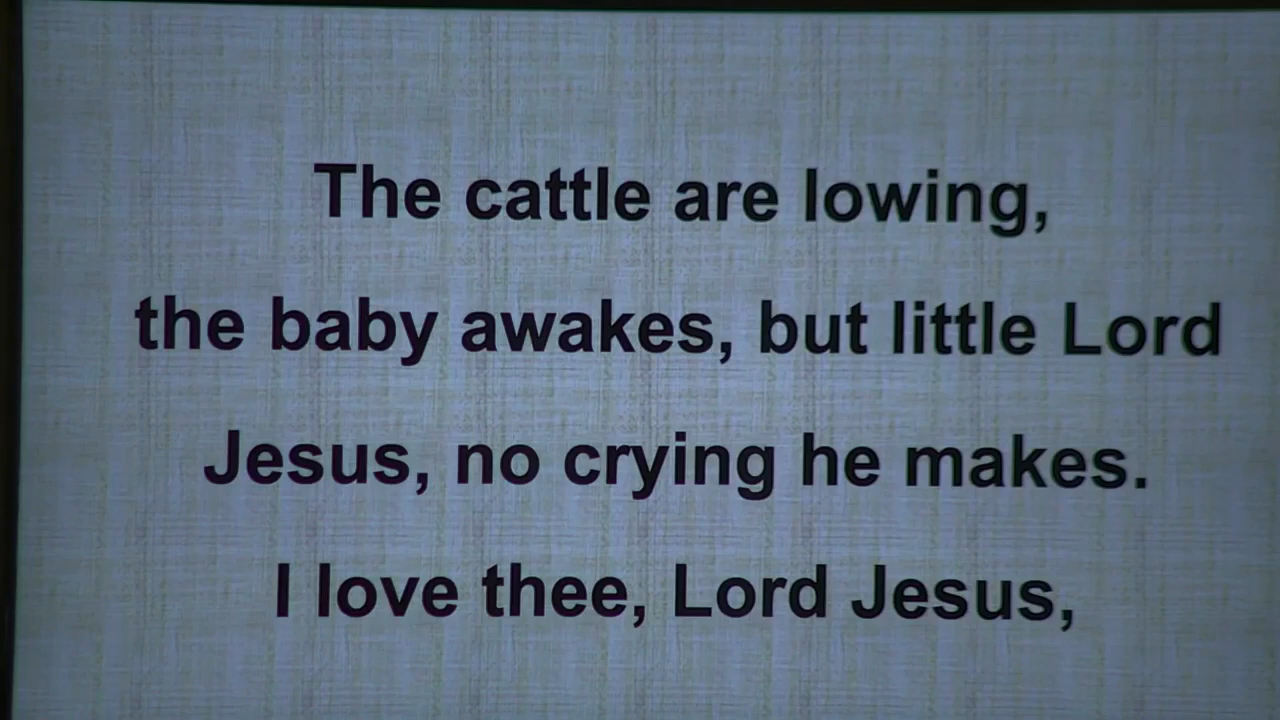 The cattle are lowing,
the baby awakes, but little Lord
Jesus, no crying he makes.
I love thee, Lord Jesus,